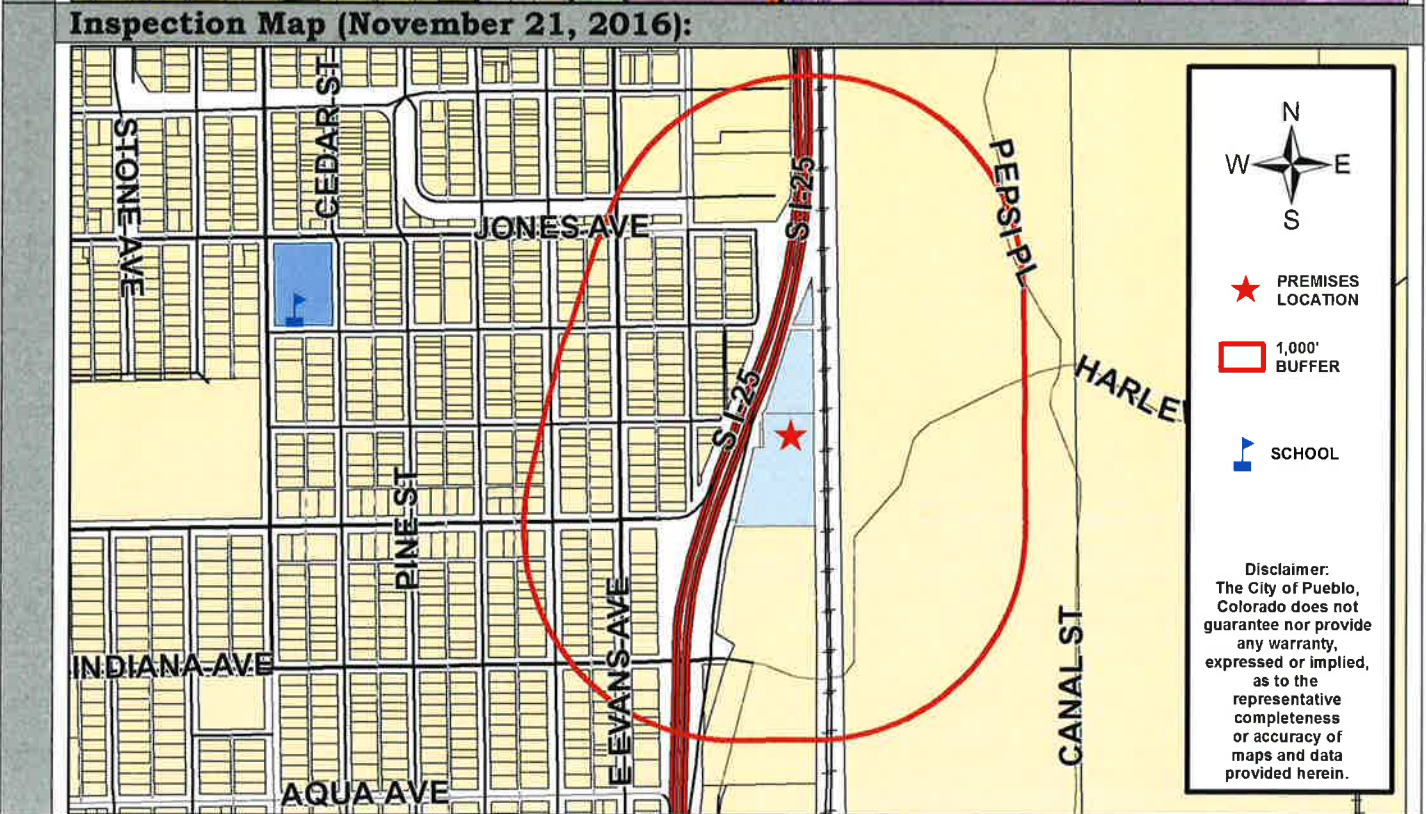 Inspection Map (November 21, 2016):
STONE AVE
CEDAR ST
JONES AVE
S I-25
PEPSI PL
S I-25
HARLE
PINE ST
E EVANS AVE
INDIANA AVE
AQUA AVE
CANAL ST
N
W E
S
PREMISES
LOCATION
1,000'
BUFFER
SCHOOL
Disclaimer:
The City of Pueblo,
Colorado does not
guarantee nor provide
any warranty,
expressed or implied,
as to the
representative
completeness
or accuracy of
maps and data
provided herein.